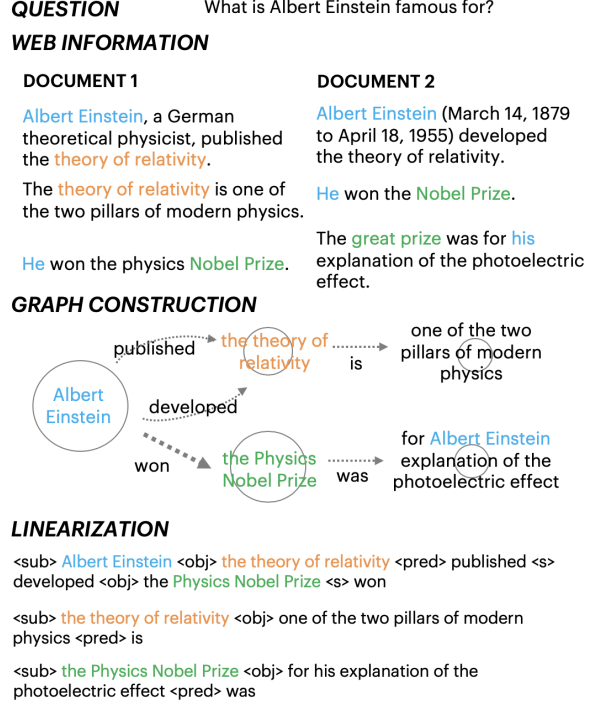 QUESTION What is Albert Einstein famous for?
WEB INFORMATION
DOCUMENT 1
Albert Einstein, a German
theoretical physicist, published
the theory of relativity.
The theory of relativity is one of
the two pillars of modern physics.
He won the physics Nobel Prize.
DOCUMENT 2
Albert Einstein (March 14, 1879
to April 18, 1955) developed
the theory of relativity.
He won the Nobel Prize.
The great prize was for his
explanation of the photoelectric
effect.
GRAPH CONSTRUCTION
Albert
Einstein
published
developed
won
the theory of
relativity
is
one of the two
pillars of modern
physics
the Physics
Nobel Prize
was
for Albert Einstein
explanation of the
photoelectric effect
LINEARIZATION
<sub> Albert Einstein <obj> the theory of relativity <pred> published <s>
developed <obj> the Physics Nobel Prize <s> won
<sub> the theory of relativity <obj> one of the two pillars of modern
physics <pred> is
<sub> the Physics Nobel Prize <obj> for his explanation of the
photoelectric effect <pred> was